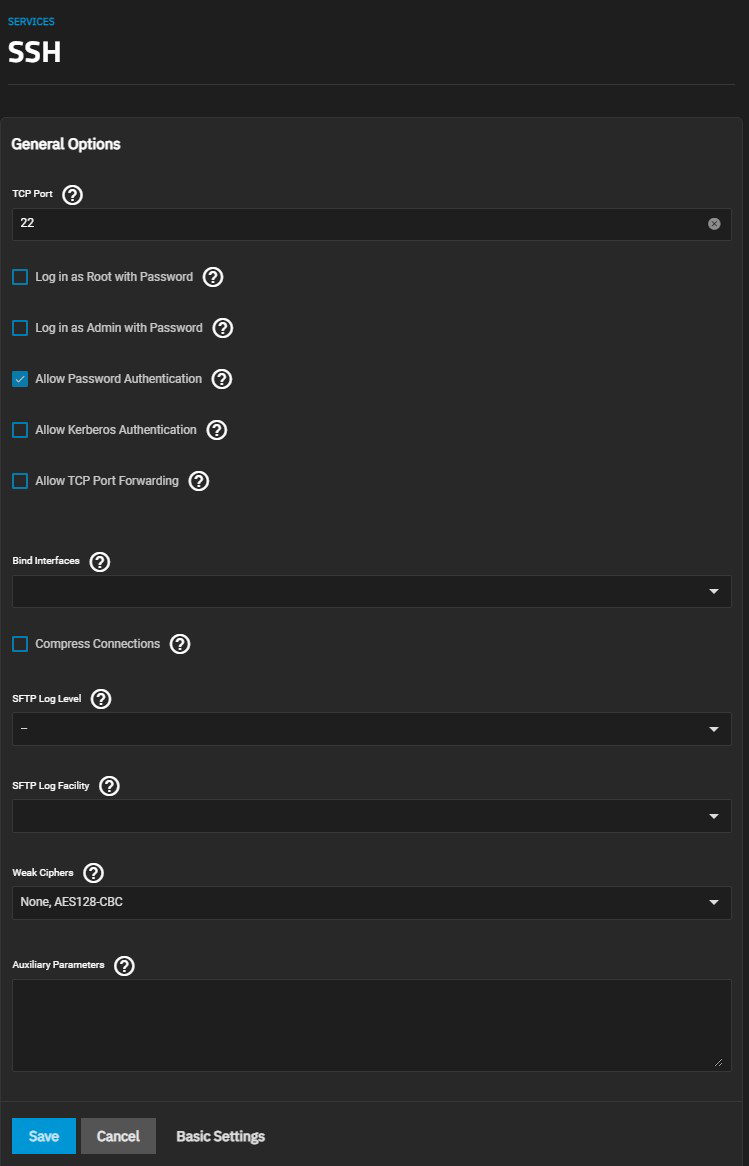 SERVICES
SSH
General Options
TCP Port
22
Log in as Root with Password
Log in as Admin with Password
Allow Password Authentication
Allow Kerberos Authentication
Allow TCP Port Forwarding
Bind Interfaces
Compress Connections
SFTP Log Level
–
SFTP Log Facility
Weak Ciphers
None, AES128-CBC
Auxiliary Parameters
Save Cancel Basic Settings